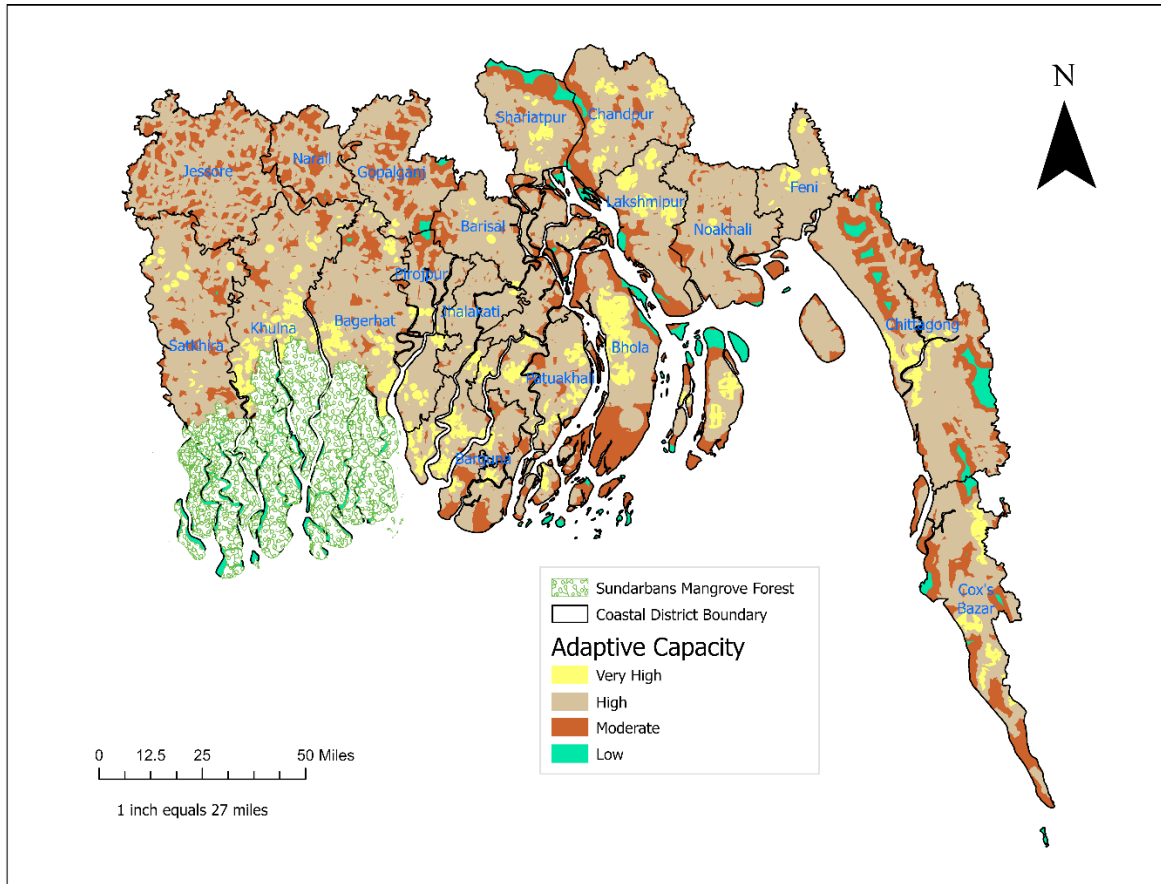 N
Shariatpur
Chandpur
Jessore
Narail
Gopalganj
Feni
Lakshmipur
Barisal
Noakhali
Pirojpur
Jhalakati
Khulna
Bagerhat
Chittagong
Satkhira
Bhola
Patuakhali
Barguna
Cox's
Bazar
Sundarbans Mangrove Forest
Coastal District Boundary
Adaptive Capacity
Very High
High
Moderate
Low
0 12.5 25 50 Miles
1 inch equals 27 miles